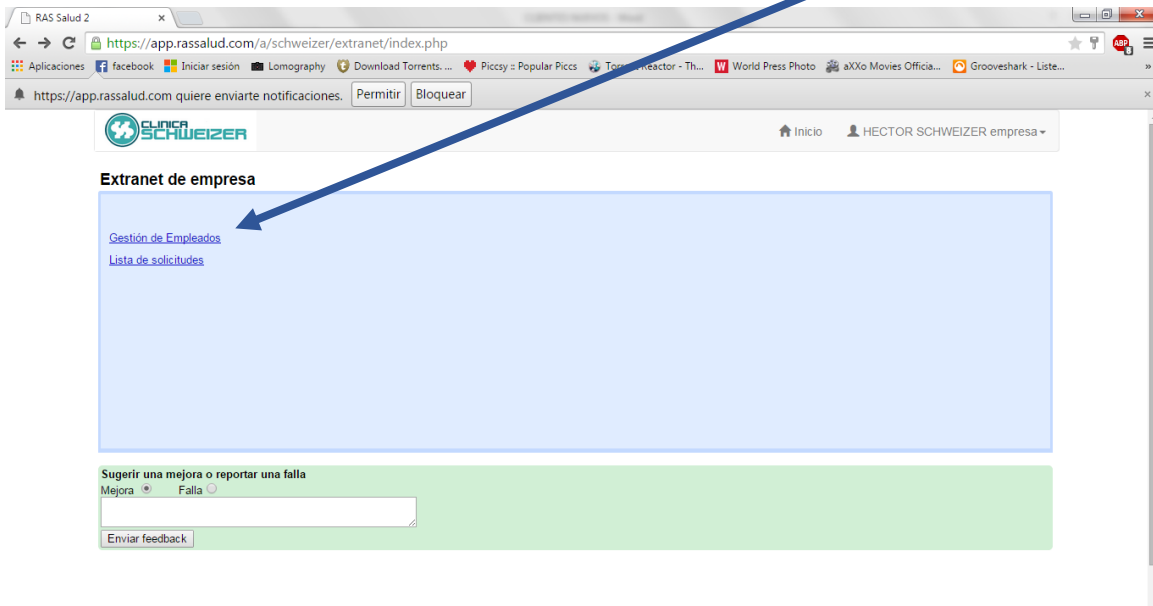 RAS Salud 2
https://app.rassalud.com/a/schweizer/extranet/index.php
Aplicaciones facebook Iniciar sesión Lomography Download Torrents. ... Piccsy :: Popular Piccs Reactor - Th... World Press Photo aXXo Movies Officia... Grooveshark - Liste... »
https://app.rassalud.com quiere enviarte notificaciones. Permitir Bloquear
CLINICA
SCHWEIZER
Inicio HECTOR SCHWEIZER empresa
Extranet de empresa
Gestión de Empleados
Lista de solicitudes
Sugerir una mejora o reportar una falla
Mejora Falla
Enviar feedback